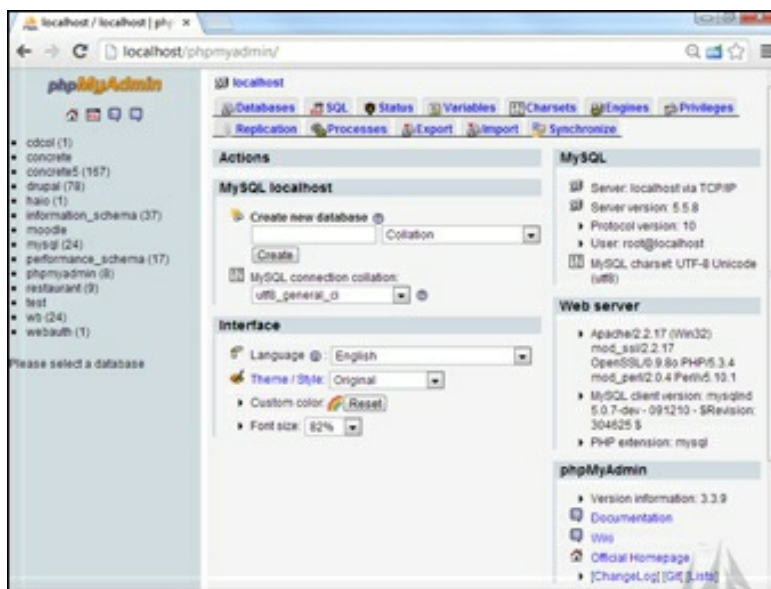 localhost / localhost | php
localhost/phpmyadmin/
phpMyAdmin
cdcol (1)
concrete
concrete5 (167)
drupal (78)
haio (1)
information_schema (37)
moodle
mysql (24)
performance_schema (17)
phpmyadmin (8)
restaurant (9)
test
wb (24)
webauth (1)
Please select a database
localhost
Databases SQL Status Variables Charsets Engines Privileges
Replication Processes Export Import Synchronize
Actions
MySQL localhost
Create new database
Collation
Create
MySQL connection collation:
utf8_general_ci
Interface
Language : English
Theme / Style: Original
Custom color: Reset
Font size: 82%
MySQL
Server: localhost via TCP/IP
Server version: 5.5.8
Protocol version: 10
User: root@localhost
MySQL charset: UTF-8 Unicode
(utf8)
Web server
Apache/2.2.17 (Win32)
mod_ssl/2.2.17
OpenSSL/0.9.8o PHP/5.3.4
mod_perl/2.0.4 Perl/v5.10.1
MySQL client version: mysqlnd
5.0.7-dev - 091210 - $Revision:
304625 $
PHP extension: mysql
phpMyAdmin
Version information: 3.3.9
Documentation
Wiki
Official Homepage
[ChangeLog] [Git] [Lists]